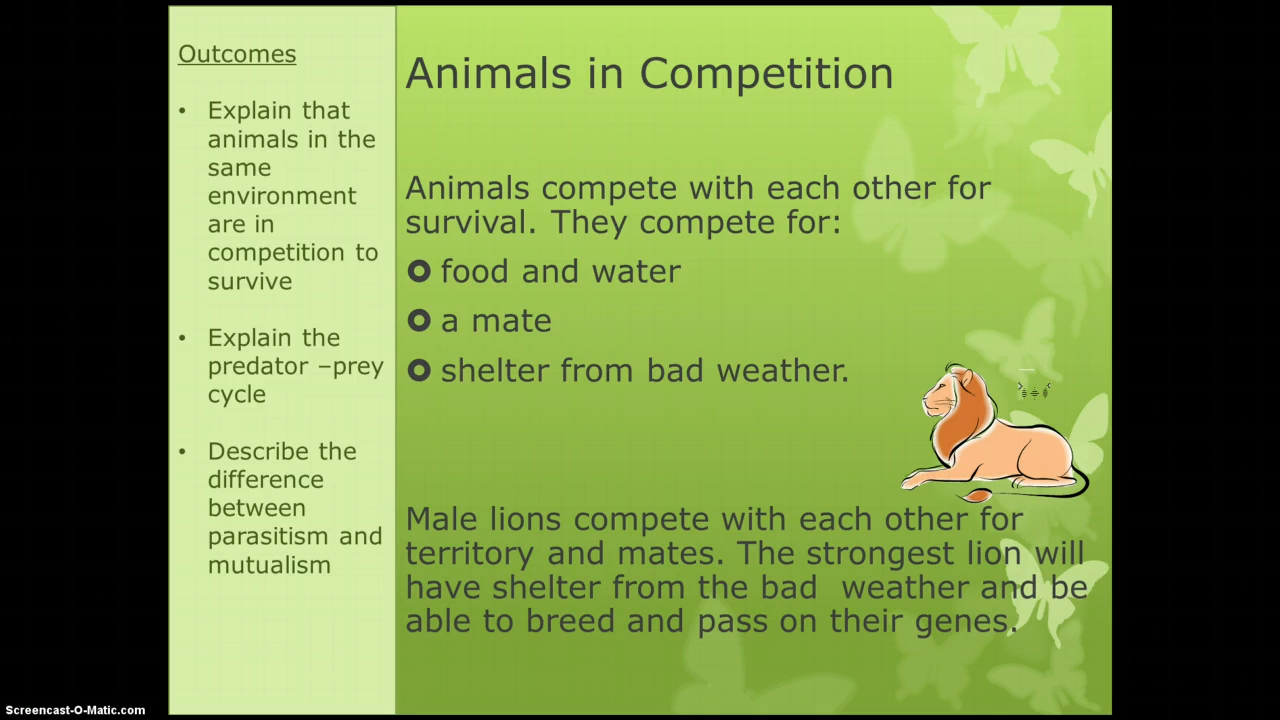 Outcomes
• Explain that
animals in the
same
environment
are in
competition to
survive
• Explain the
predator –prey
cycle
• Describe the
difference
between
parasitism and
mutualism
Animals in Competition
Animals compete with each other for
survival. They compete for:
food and water
a mate
shelter from bad weather.
Male lions compete with each other for
territory and mates. The strongest lion will
have shelter from the bad  weather and be
able to breed and pass on their genes.
Screencast-O-Matic.com